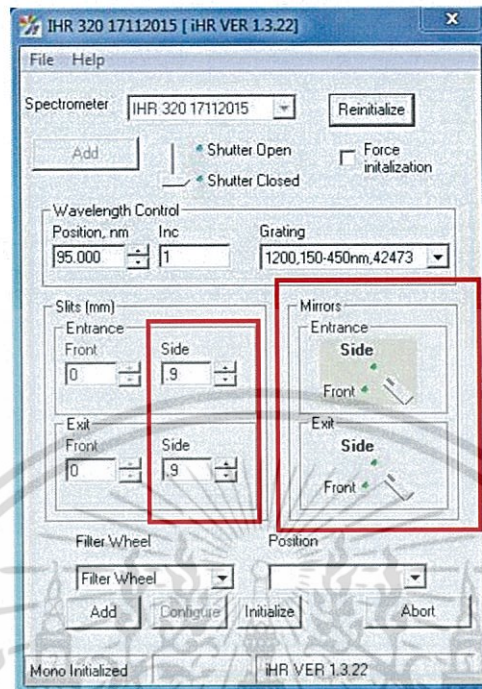 IHR 320 17112015 [ iHR VER 1.3.22]
File Help
Spectrometer IHR 320 17112015 Reinitialize
Add Shutter Open Force
initalization
Shutter Closed
Wavelength Control
Position, nm Inc Grating
95.000 1 1200,150-450nm,42473
Slits (mm) Mirrors
Entrance Entrance
Front Side Side
0 .9 Front
Exit Exit
Front Side Side
0 .9 Front
Filter Wheel Position
Filter Wheel
Add Configure Initialize Abort
Mono Initialized iHR VER 1.3.22